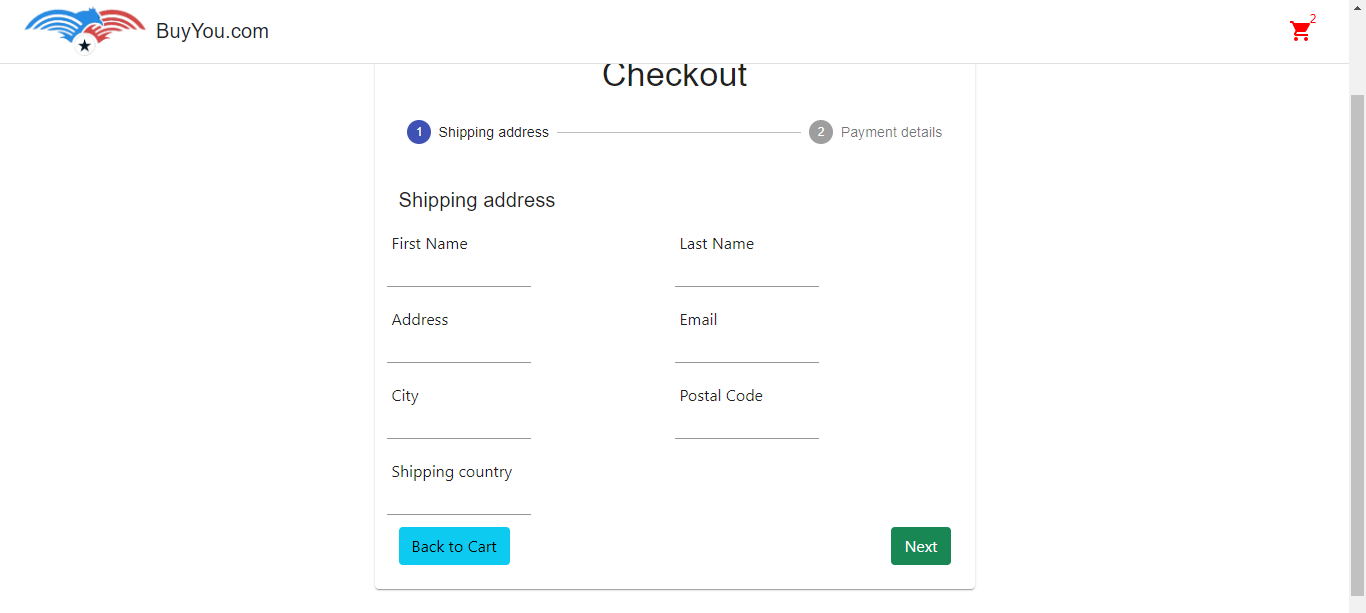 BuyYou.com
2
Checkout
1 Shipping address
2 Payment details
Shipping address
First Name
Last Name
Address
Email
City
Postal Code
Shipping country
Back to Cart
Next